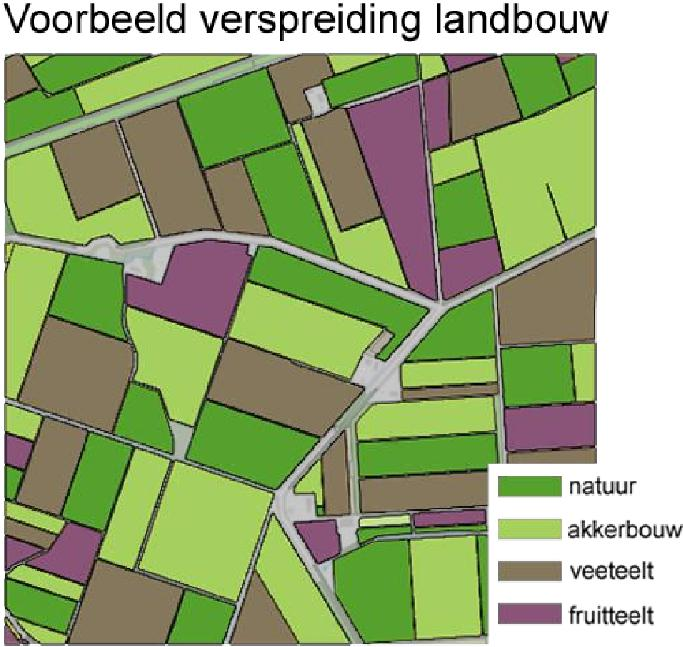 Voorbeeld verspreiding landbouw
natuur
akkerbouw
veeteelt
fruitteelt